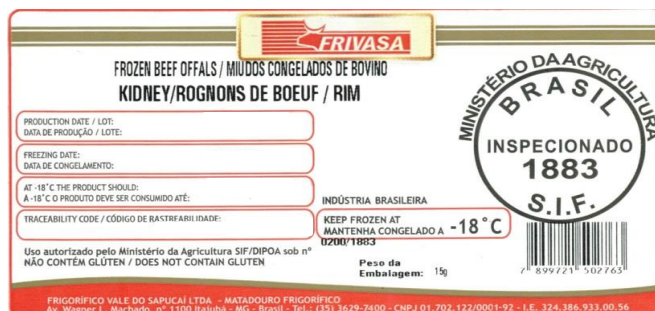 FRIVASA
FROZEN BEEF OFFALS / MIÚDOS CONGELADOS DE BOVINO
KIDNEY/ROGNONS DE BOEUF / RIM
PRODUCTION DATE / LOT:
DATA DE PRODUÇÃO / LOTE:
FREEZING DATE:
DATA DE CONGELAMENTO:
AT -18°C THE PRODUCT SHOULD:
A -18°C O PRODUTO DEVE SER CONSUMIDO ATÉ:
TRACEABILITY CODE / CÓDIGO DE RASTREABILIDADE:
INDÚSTRIA BRASILEIRA
KEEP FROZEN AT
MANTENHA CONGELADO A -18°C
Uso autorizado pelo Ministério da Agricultura SIF/DIPOA sob nº 0200/1883
NÃO CONTÉM GLÚTEN / DOES NOT CONTAIN GLUTEN
Peso da
Embalagem: 15g
MINISTÉRIO DA AGRICULTURA
BRASIL
INSPECIONADO
1883
S.I.F.
7 899721 502763
FRIGORÍFICO VALE DO SAPUCAÍ LTDA - MATADOURO FRIGORÍFICO
Av. Wagner L. Machado, nº 1100 Itajubá - MG - Brasil - Tel.: (35) 3629-7400 - CNPJ 01.702.122/0001-92 - I.E. 324.386.933.00.56